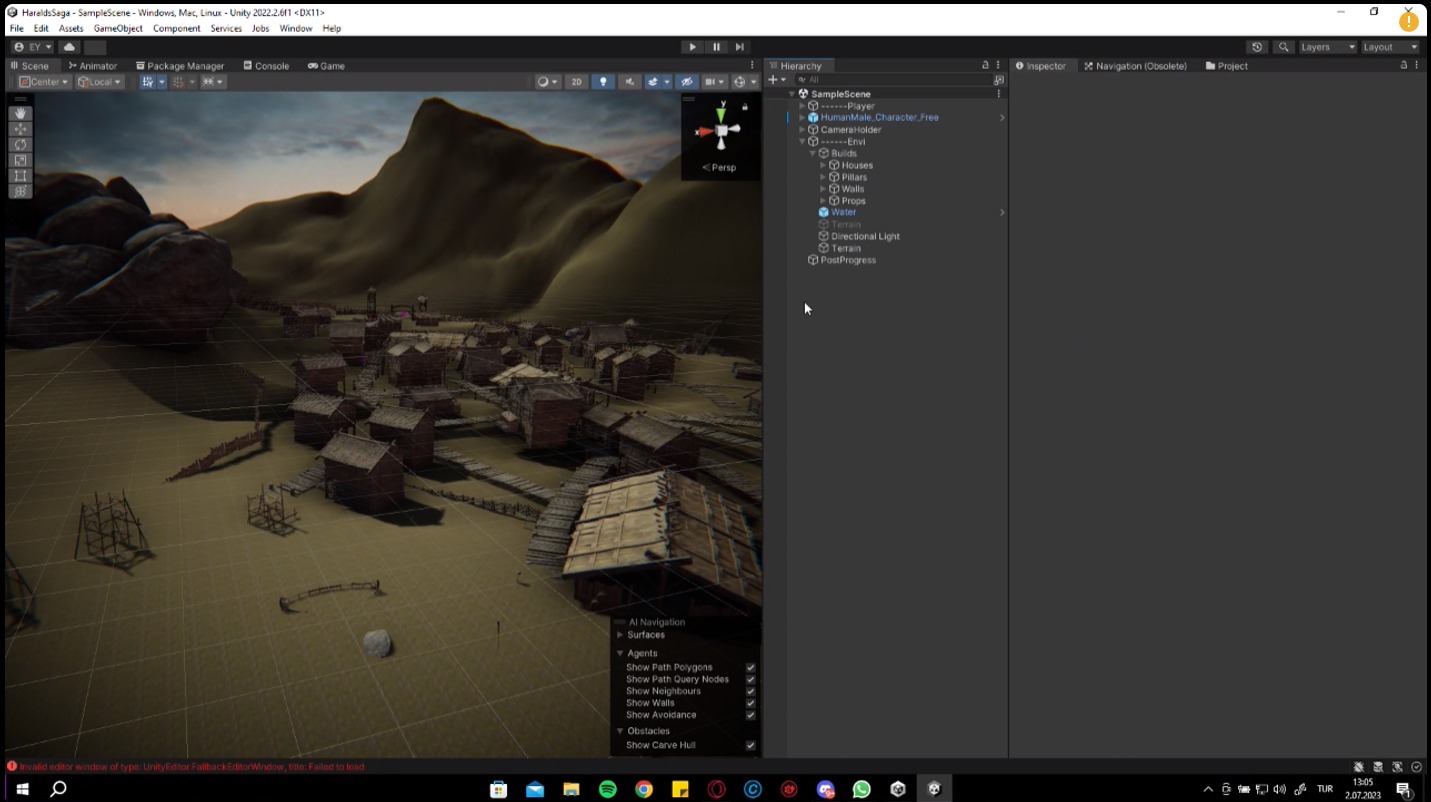 HaraldsSaga - SampleScene - Windows, Mac, Linux - Unity 2022.2.6f1 <DX11>
File Edit Assets GameObject Component Services Jobs Window Help
EY Layers Layout
Scene Animator Package Manager Console Game
Center Local 2D
y
x
Persp
AI Navigation
Surfaces
Agents
Show Path Polygons
Show Path Query Nodes
Show Neighbours
Show Walls
Show Avoidance
Obstacles
Show Carve Hull
Hierarchy
All
SampleScene
------Player
HumanMale_Character_Free
CameraHolder
------Envi
Builds
Houses
Pillars
Walls
Props
Water
Terrain
Directional Light
Terrain
PostProgress
Inspector Navigation (Obsolete) Project
Invalid editor window of type: UnityEditor.FallbackEditorWindow, title: Failed to load
TUR
13:05
2.07.2023
1